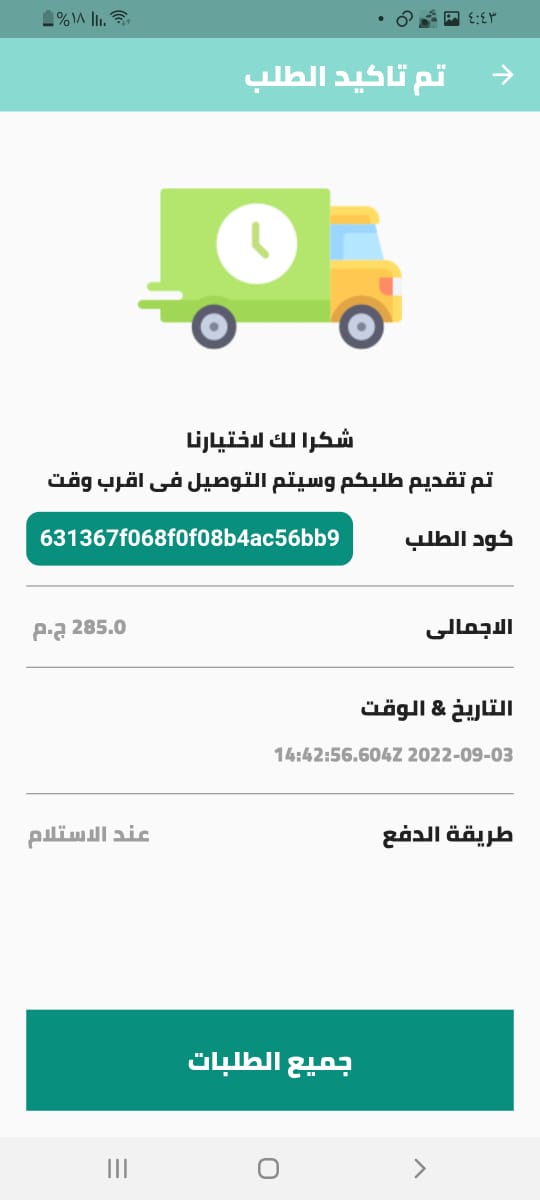 ٤:٤٣
%١٨
تم تاكيد الطلب
شكرا لك لاختيارنا
تم تقديم طلبكم وسيتم التوصيل فى اقرب وقت
كود الطلب 631367f068f0f08b4ac56bb9
الاجمالى 285.0 ج.م
التاريخ & الوقت
14:42:56.604Z 2022-09-03
طريقة الدفع عند الاستلام
جميع الطلبات